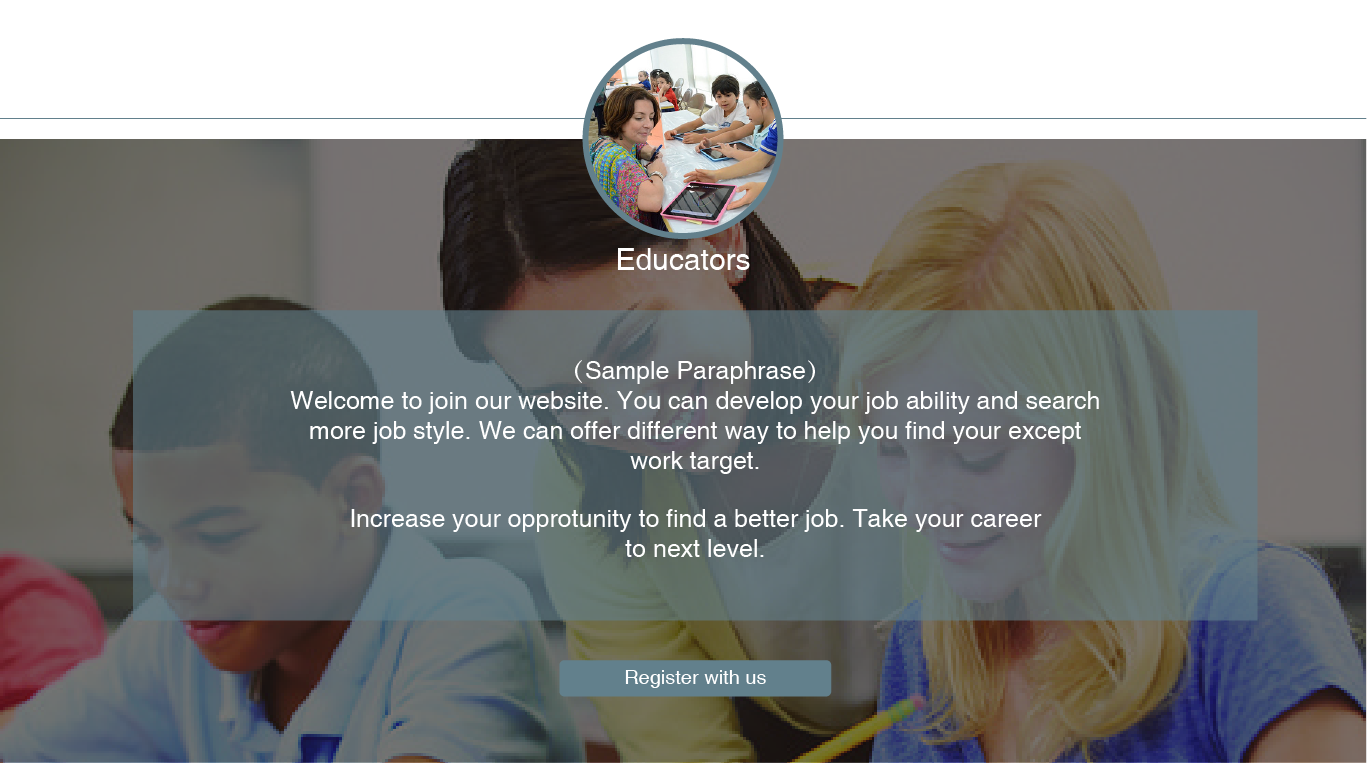 Educators
（Sample Paraphrase）
Welcome to join our website. You can develop your job ability and search
more job style. We can offer different way to help you find your except
work target.
Increase your opprotunity to find a better job. Take your career
to next level.
Register with us